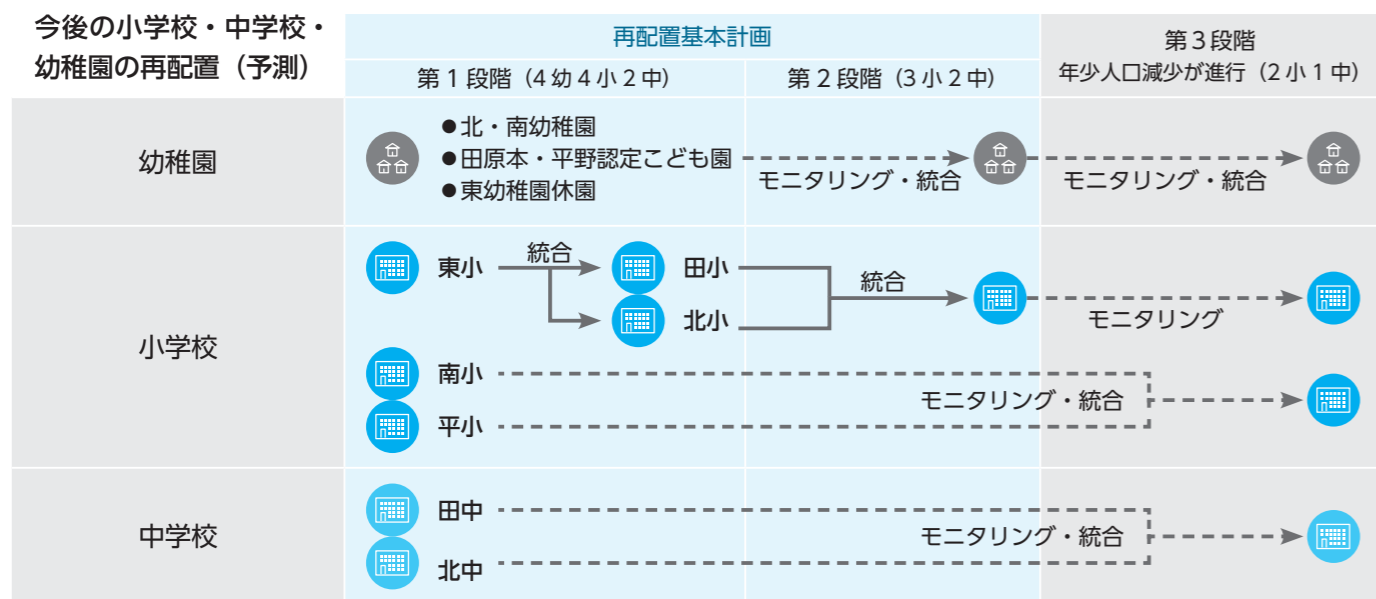 今後の小学校・中学校・
幼稚園の再配置（予測）
再配置基本計画
第1段階（4幼4小2中）
第2段階（3小2中）
第3段階
年少人口減少が進行（2小1中）
幼稚園
●北・南幼稚園
●田原本・平野認定こども園
●東幼稚園休園
モニタリング・統合
モニタリング・統合
小学校
東小
統合
田小
北小
統合
モニタリング
南小
平小
モニタリング・統合
中学校
田中
北中
モニタリング・統合